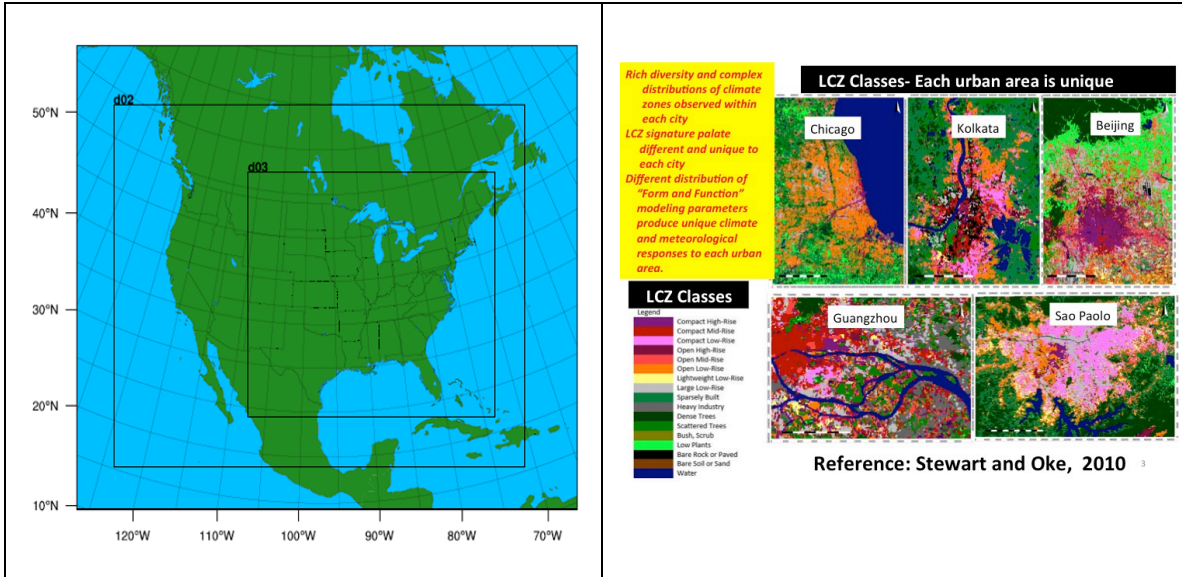 d02
d03
50°N
40°N
30°N
20°N
10°N
120°W
110°W
100°W
90°W
80°W
70°W
Rich diversity and complex
distributions of climate
zones observed within
each city
LCZ signature palate
different and unique to
each city
Different distribution of
"Form and Function"
modeling parameters
produce unique climate
and meteorological
responses to each urban
area.
LCZ Classes- Each urban area is unique
Chicago
Kolkata
Beijing
Guangzhou
Sao Paolo
LCZ Classes
Legend
Compact High-Rise
Compact Mid-Rise
Compact Low-Rise
Open High-Rise
Open Mid-Rise
Open Low-Rise
Lightweight Low-Rise
Large Low-Rise
Sparsely Built
Heavy Industry
Dense Trees
Scattered Trees
Bush, Scrub
Low Plants
Bare Rock or Paved
Bare Soil or Sand
Water
Reference: Stewart and Oke, 2010
3